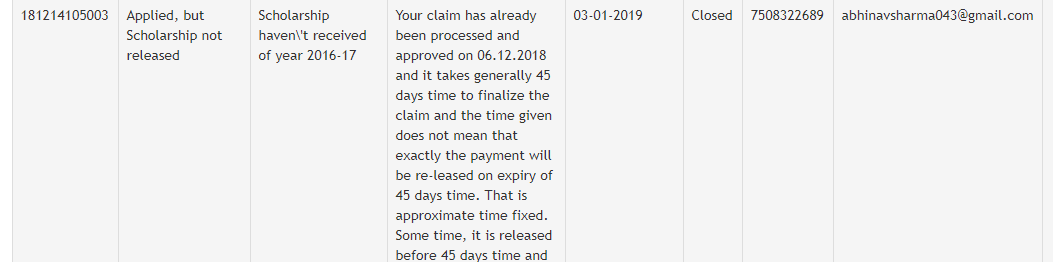 181214105003
Applied, but
Scholarship not
released
Scholarship
haven\'t received
of year 2016-17
Your claim has already
been processed and
approved on 06.12.2018
and it takes generally 45
days time to finalize the
claim and the time given
does not mean that
exactly the payment will
be re-leased on expiry of
45 days time. That is
approximate time fixed.
Some time, it is released
before 45 days time and
03-01-2019
Closed
7508322689
abhinavsharma043@gmail.com